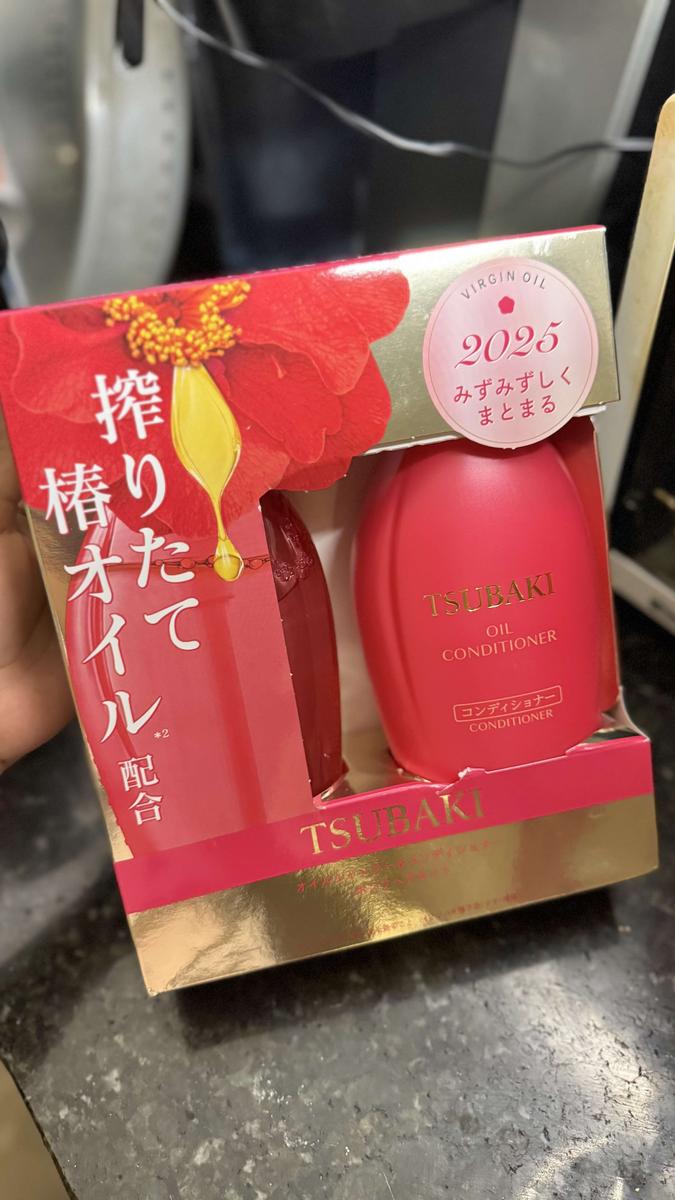 VIRGIN OIL
2025
みずみずしく
まとまる
搾りたて
椿オイル*2
配合
TSUBAKI
OIL
CONDITIONER
コンディショナー
CONDITIONER
TSUBAKI